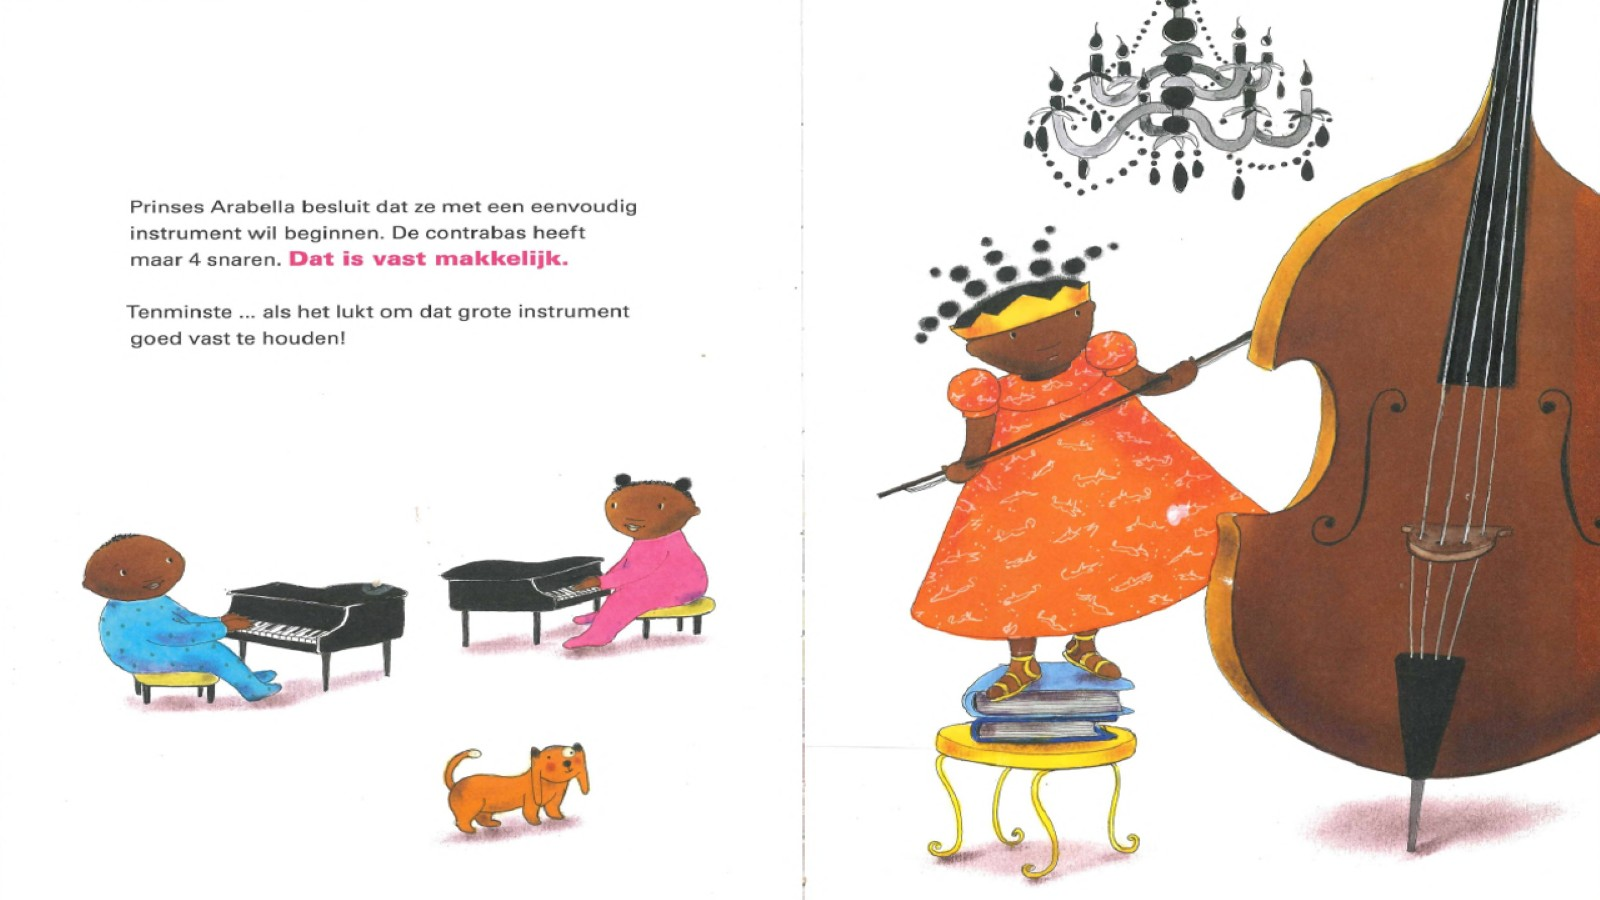 Prinses Arabella besluit dat ze met een eenvoudig
instrument wil beginnen. De contrabas heeft
maar 4 snaren. Dat is vast makkelijk.
Tenminste ... als het lukt om dat grote instrument
goed vast te houden!